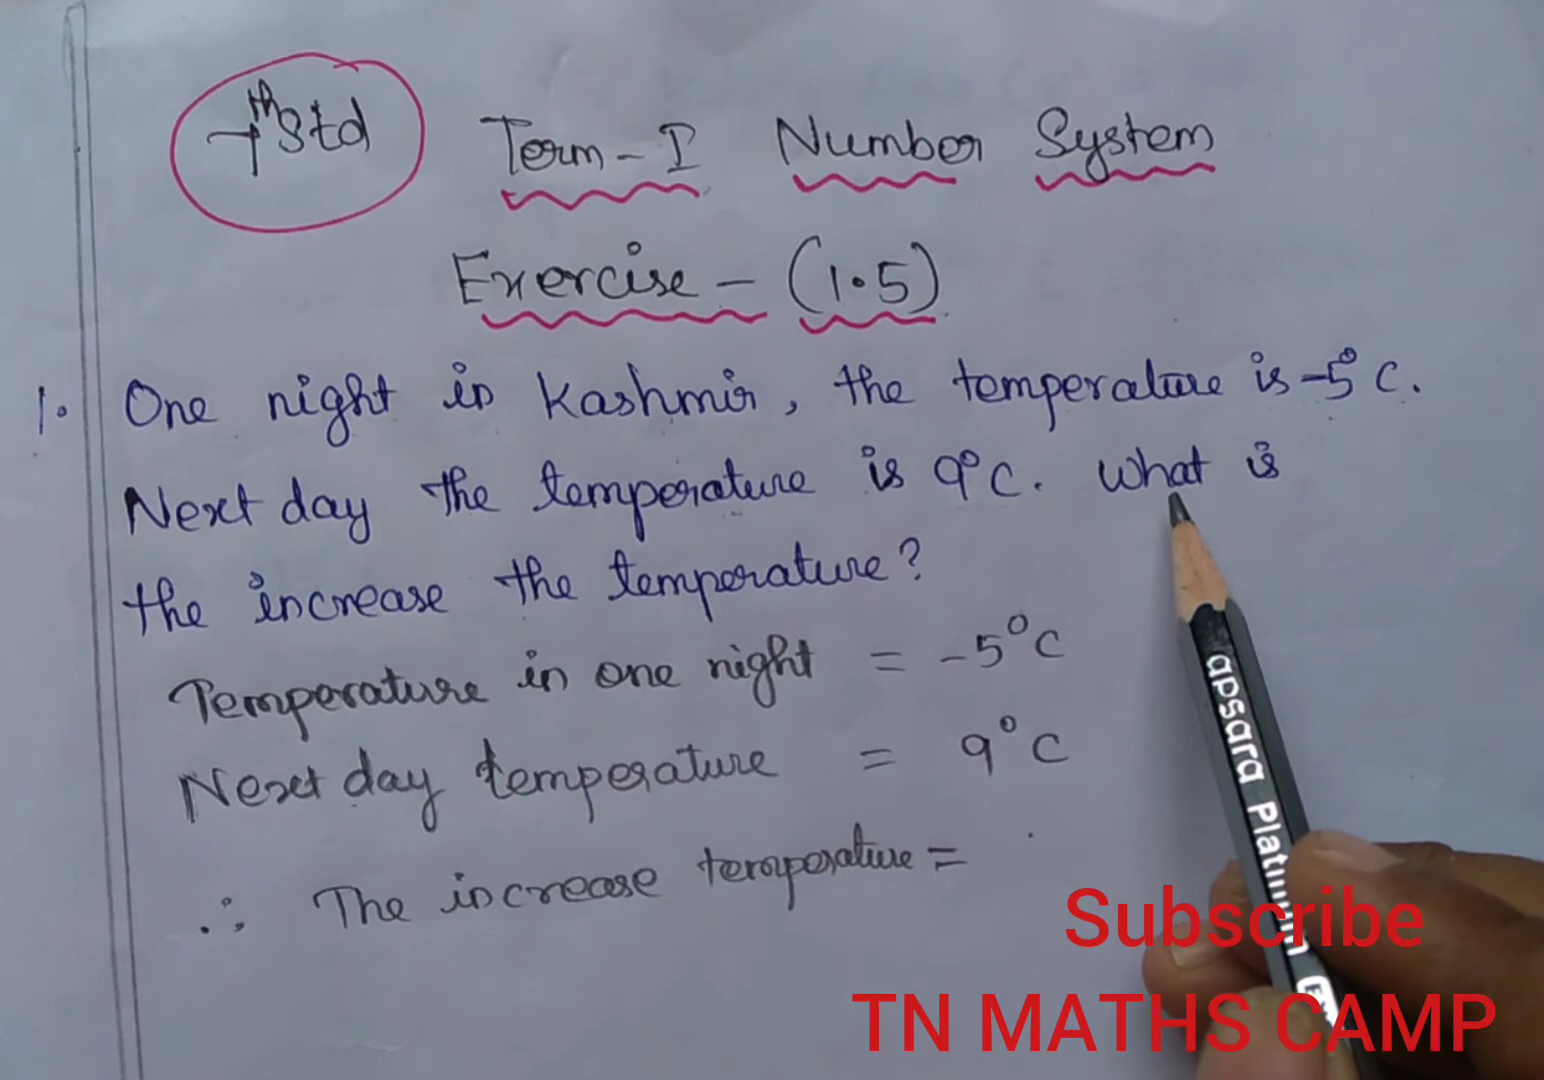 7th Std Term - I Number System
Exercise - (1.5)
1. One night in Kashmir, the temperature is -5°C.
Next day the temperature is 9°C. What is
the increase the temperature?
Temperature in one night = -5°C
Next day temperature = 9°C
∴ The increase temperature =
apsara Platinum
Subscribe
TN MATHS CAMP